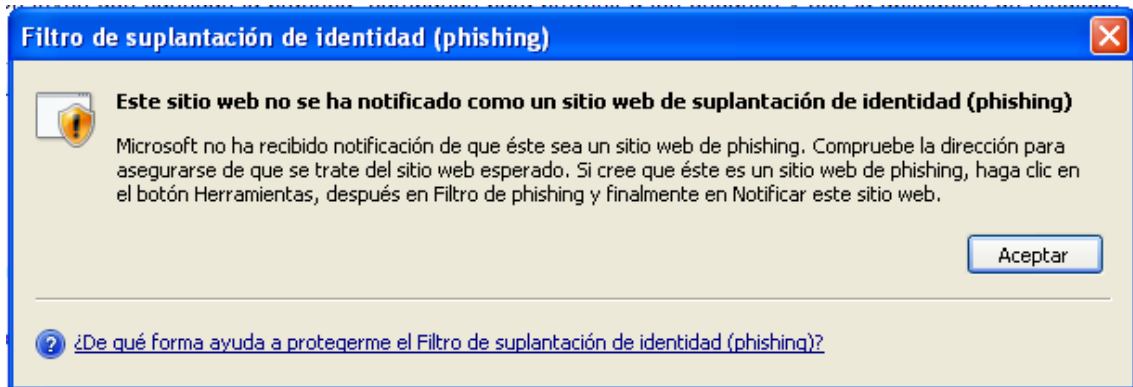 Filtro de suplantación de identidad (phishing)
Este sitio web no se ha notificado como un sitio web de suplantación de identidad (phishing)
Microsoft no ha recibido notificación de que éste sea un sitio web de phishing. Compruebe la dirección para
asegurarse de que se trate del sitio web esperado. Si cree que éste es un sitio web de phishing, haga clic en
el botón Herramientas, después en Filtro de phishing y finalmente en Notificar este sitio web.
Aceptar
¿De qué forma ayuda a protegerme el Filtro de suplantación de identidad (phishing)?